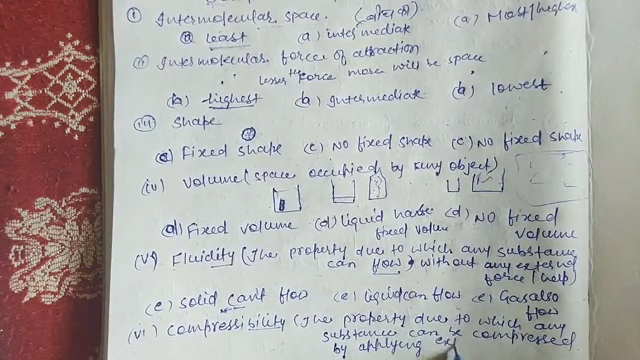 (i) Intermolecular space. (a) Most/highest
(a) least (a) intermediate
(ii) Intermolecular force of attraction
lesser the force more will be space
(b) highest (b) Intermediate (b) lowest
(iii) Shape
(c) Fixed shape (c) NO fixed shape (c) NO fixed shape
(iv) Volume (space occupied by any object)
(d) Fixed volume (d) liquid have fixed volum (d) NO fixed volume
(v) Fluidity (The property due to which any substance
can flow, without any external
force (help)
(e) solid can't flow (e) liquid can flow (e) Gas also flow
(vi) Compressibility (The property due to which any
substance can be compressed
by applying